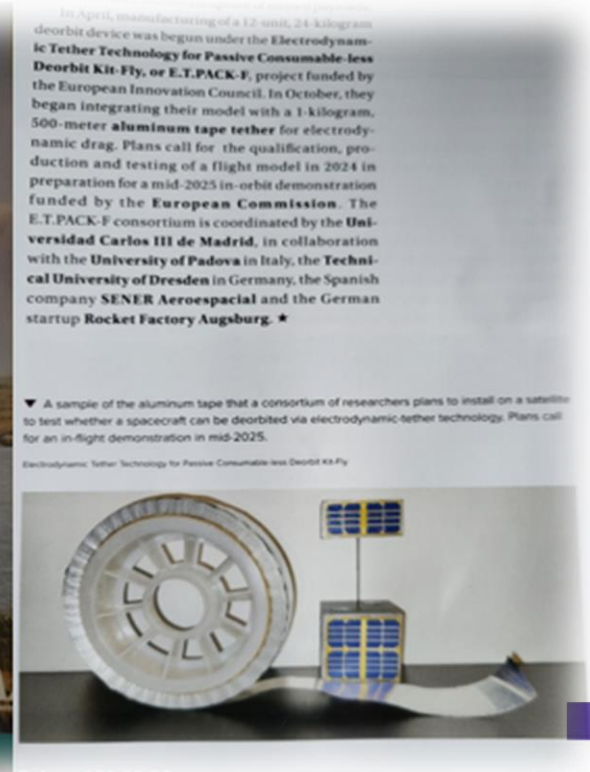 In April, manufacturing of a 12-unit, 24-kilogram
deorbit device was begun under the Electrodynam-
ic Tether Technology for Passive Consumable-less
Deorbit Kit-Fly, or E.T.PACK-F, project funded by
the European Innovation Council. In October, they
began integrating their model with a 1-kilogram,
500-meter aluminum tape tether for electrody-
namic drag. Plans call for the qualification, pro-
duction and testing of a flight model in 2024 in
preparation for a mid-2025 in-orbit demonstration
funded by the European Commission. The
E.T.PACK-F consortium is coordinated by the Uni-
versidad Carlos III de Madrid, in collaboration
with the University of Padova in Italy, the Techni-
cal University of Dresden in Germany, the Spanish
company SENER Aeroespacial and the German
startup Rocket Factory Augsburg. ★
▼ A sample of the aluminum tape that a consortium of researchers plans to install on a satellite
to test whether a spacecraft can be deorbited via electrodynamic-tether technology. Plans call
for an in-flight demonstration in mid-2025.
Electrodynamic Tether Technology for Passive Consumable-less Deorbit Kit-Fly